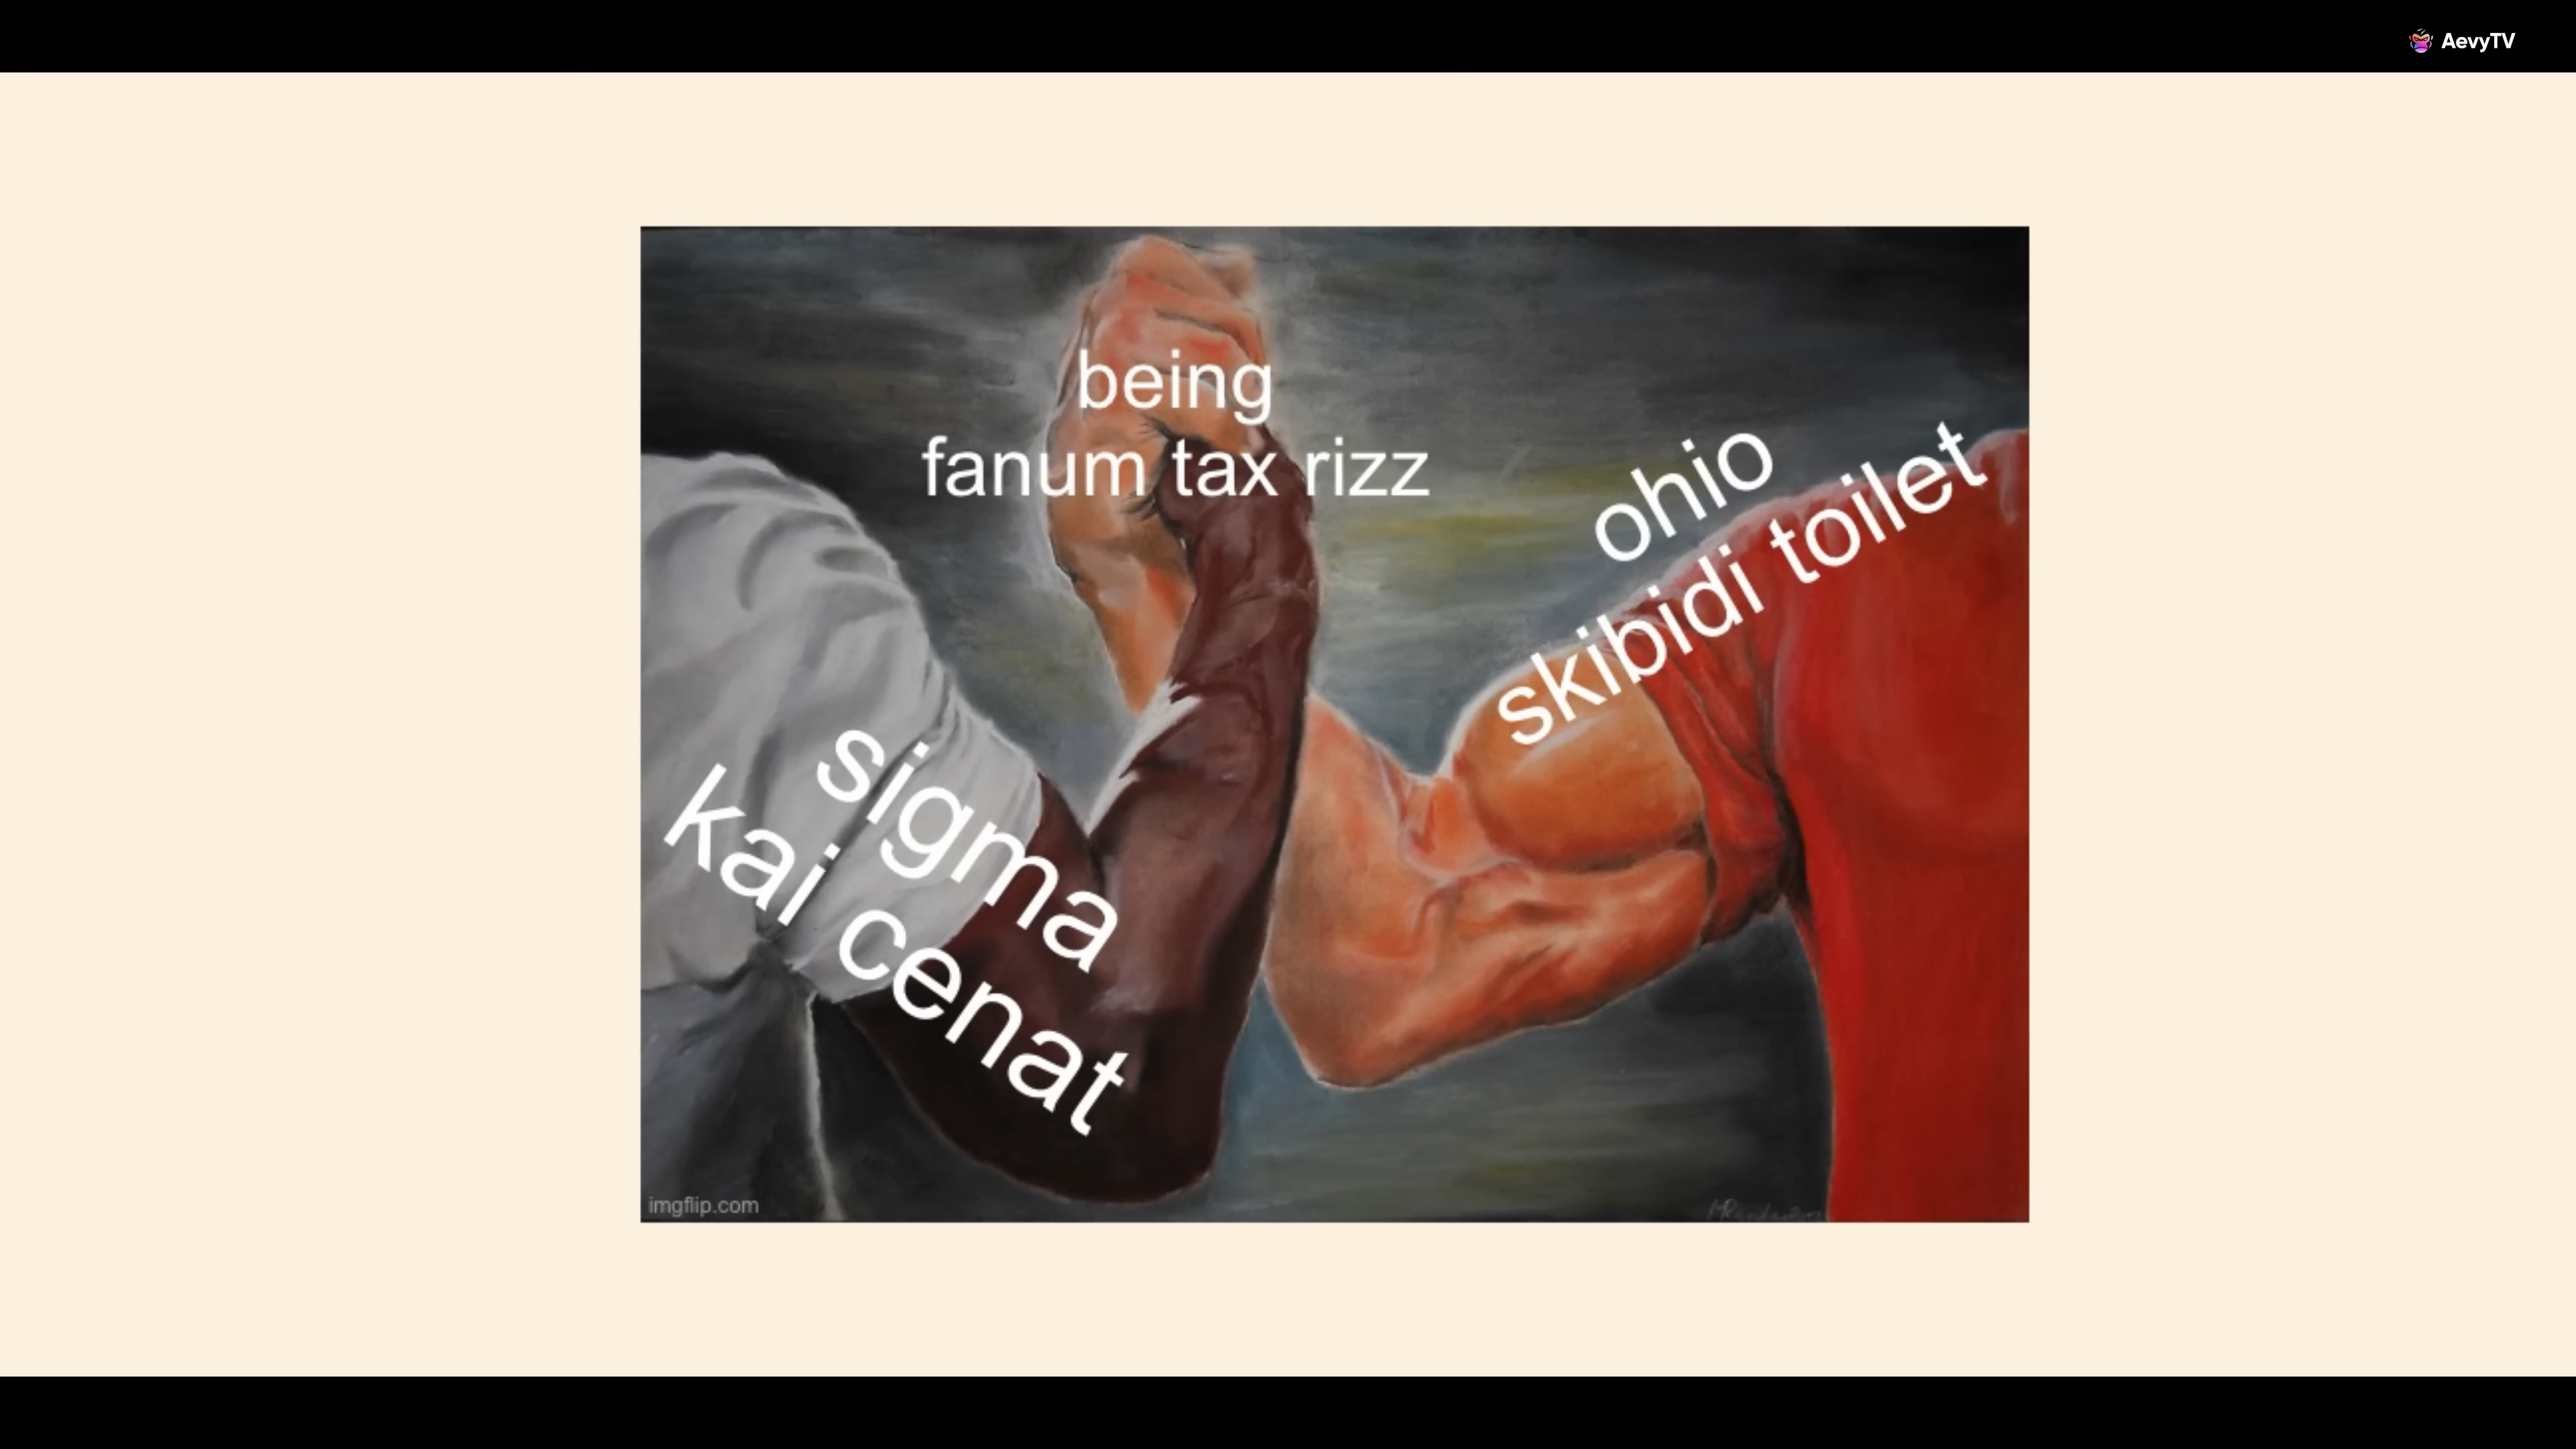 AevyTV
being
fanum tax rizz
ohio
skibidi toilet
sigma
kai cenat
imgflip.com